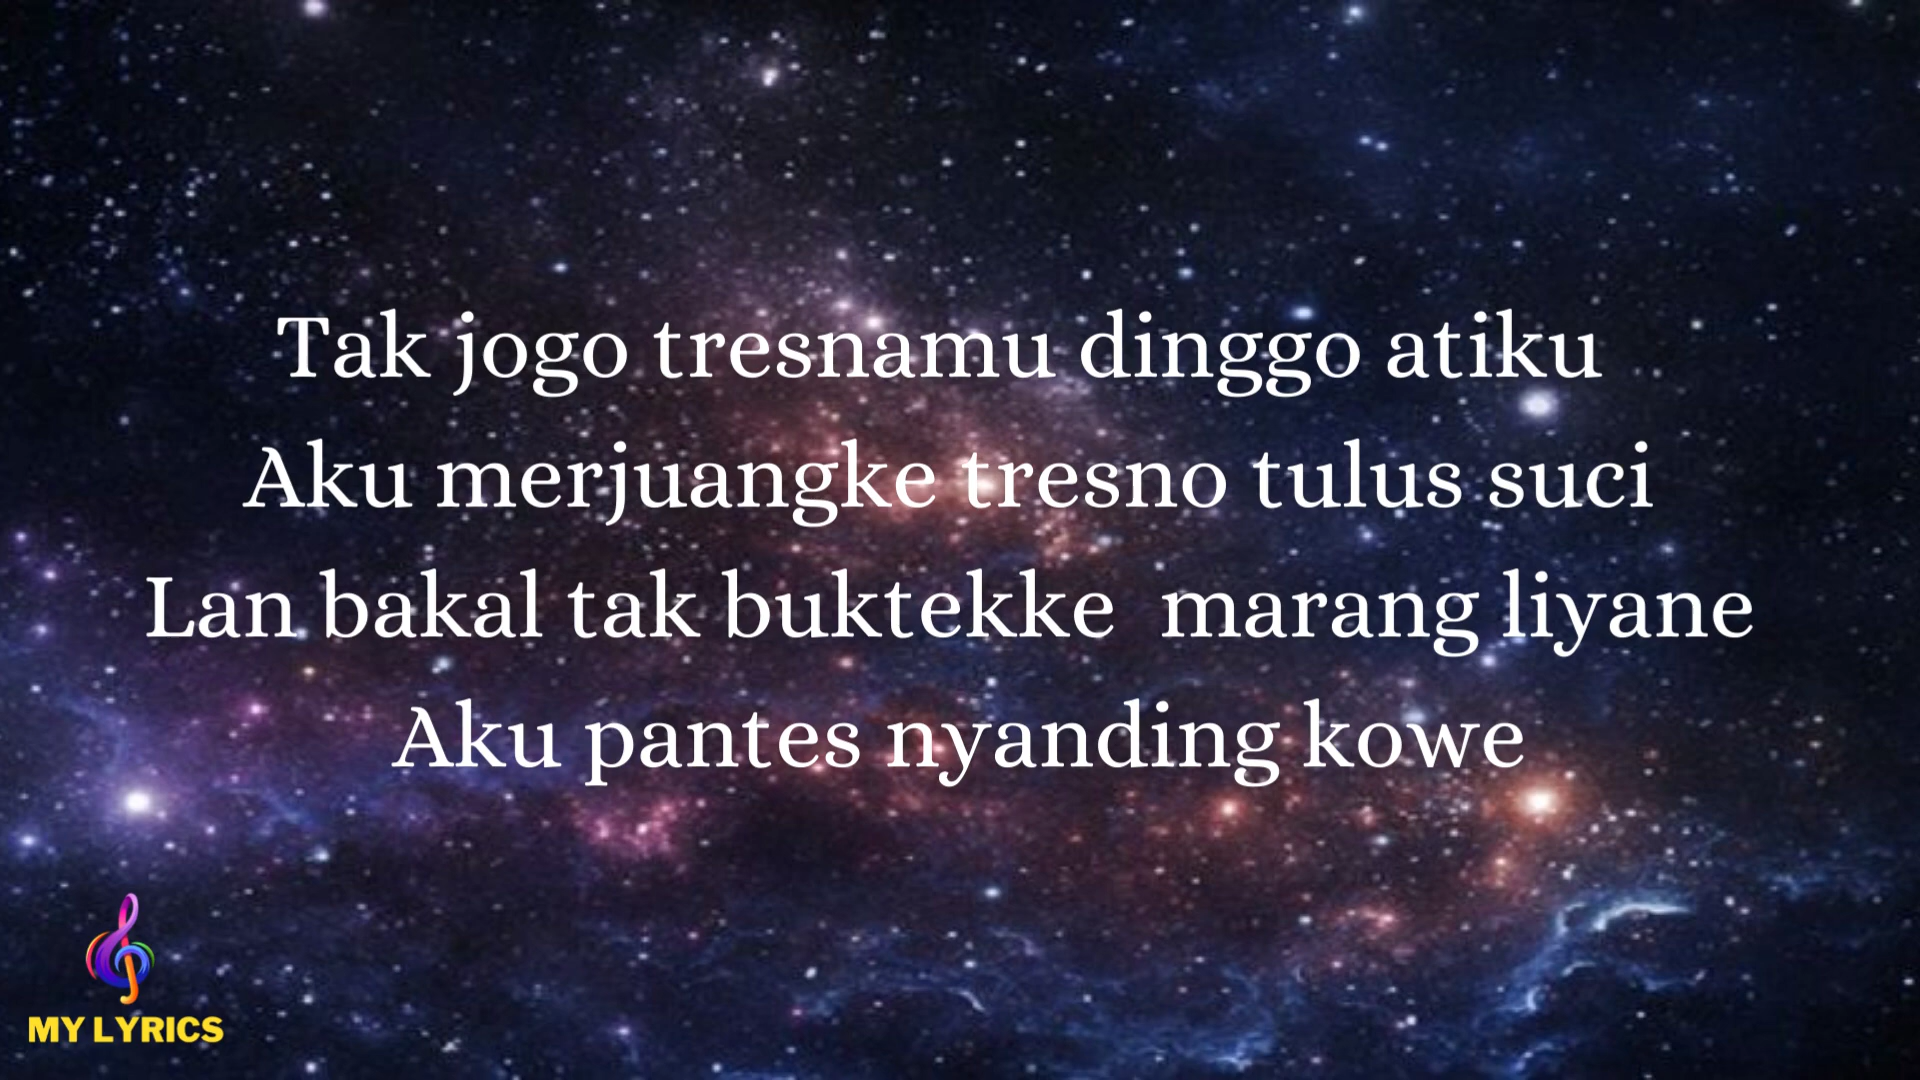 Tak jogo tresnamu dinggo atiku
Aku merjuangke tresno tulus suci
Lan bakal tak buktekke  marang liyane
Aku pantes nyanding kowe
MY LYRICS